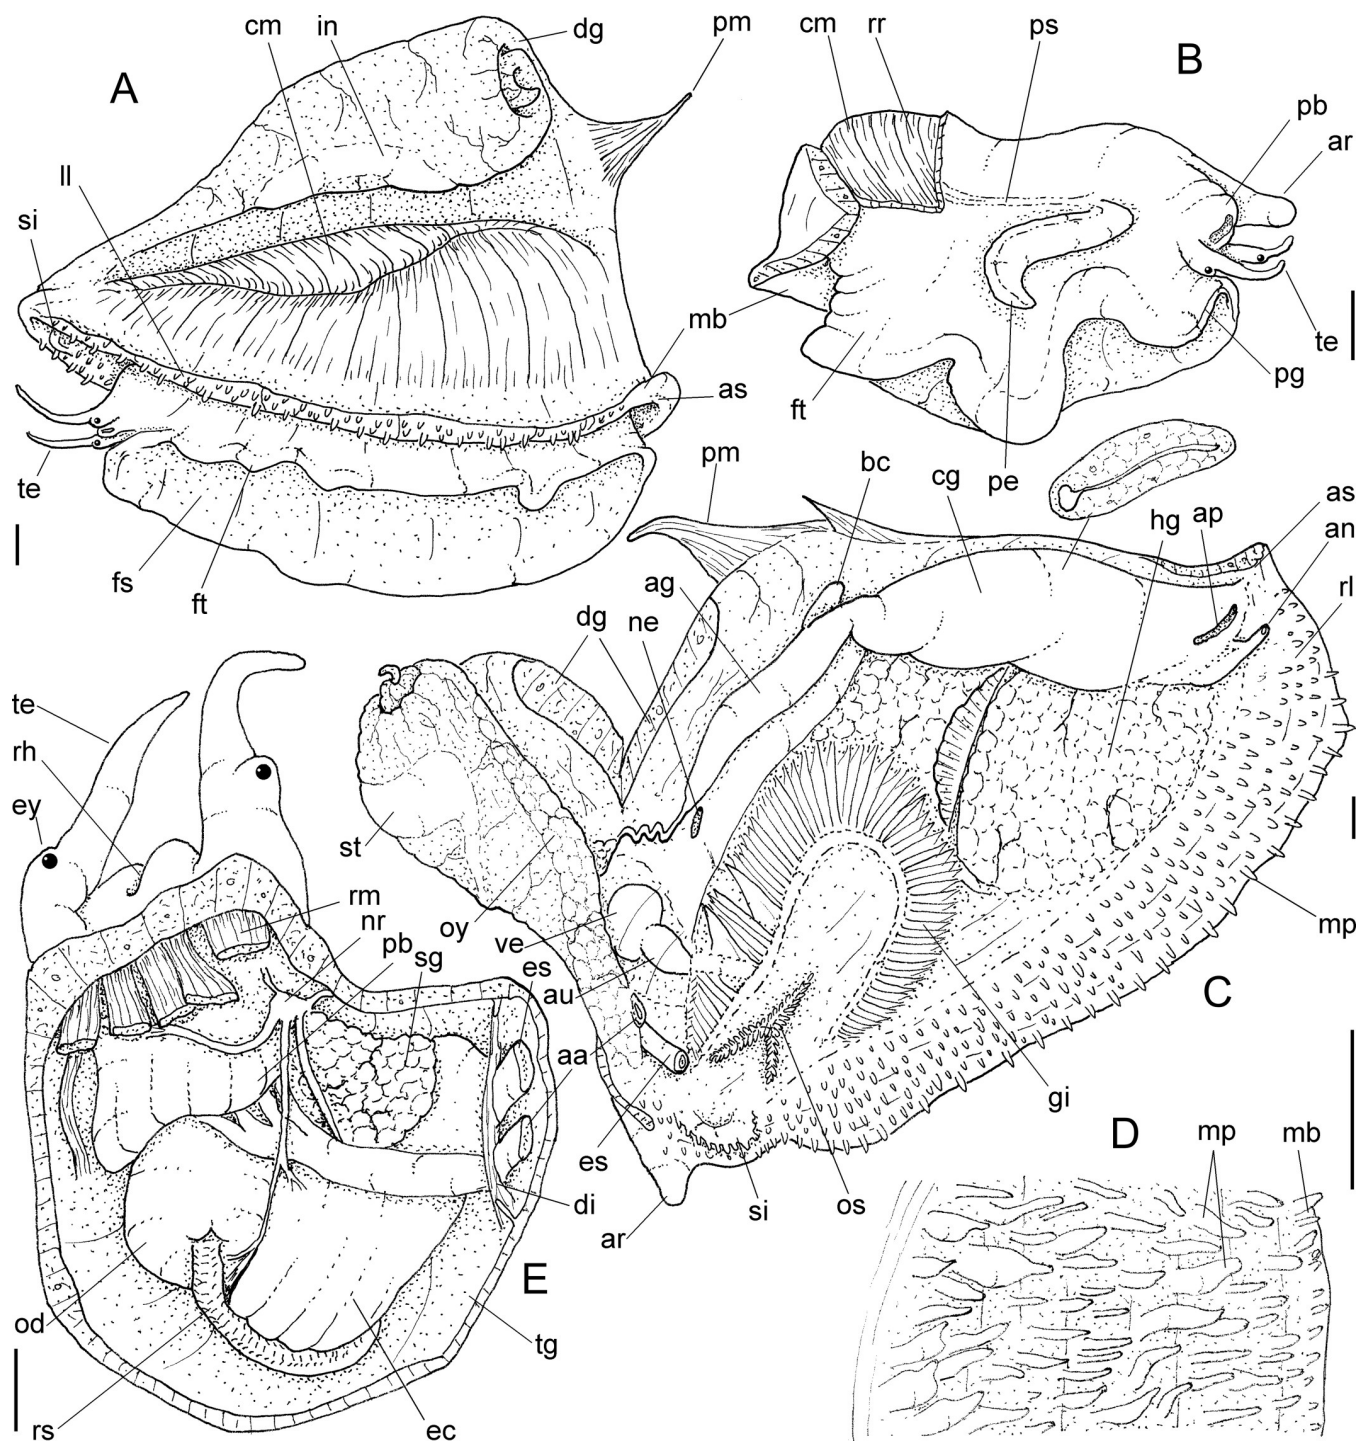 A
cm
in
dg
pm
ll
si
mb
as
te
fs
ft
B
cm
rr
ps
pb
ar
te
pg
pe
ft
mb
C
pm
bc
cg
hg
ap
as
an
rl
ag
ne
dg
st
oy
ve
au
aa
es
ar
si
os
gi
mp
D
mp
mb
E
te
rh
ey
rm
nr
pb
sg
es
aa
di
od
rs
ec
tg